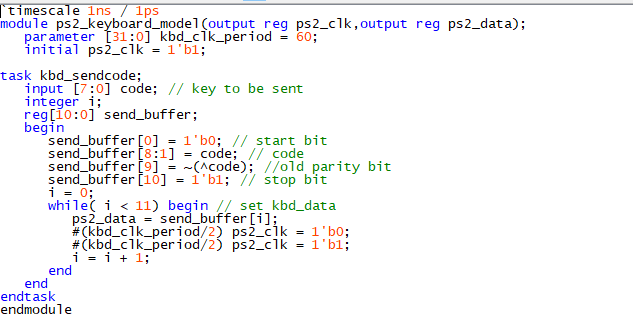 `timescale 1ns / 1ps
module ps2_keyboard_model(output reg ps2_clk,output reg ps2_data);
   parameter [31:0] kbd_clk_period = 60;
   initial ps2_clk = 1'b1;

task kbd_sendcode;
   input [7:0] code; // key to be sent
   integer i;
   reg[10:0] send_buffer;
   begin
      send_buffer[0] = 1'b0; // start bit
      send_buffer[8:1] = code; // code
      send_buffer[9] = ~(^code); //old parity bit
      send_buffer[10] = 1'b1; // stop bit
      i = 0;
      while( i < 11) begin // set kbd_data
         ps2_data = send_buffer[i];
         #(kbd_clk_period/2) ps2_clk = 1'b0;
         #(kbd_clk_period/2) ps2_clk = 1'b1;
         i = i + 1;
      end
   end
endtask
endmodule